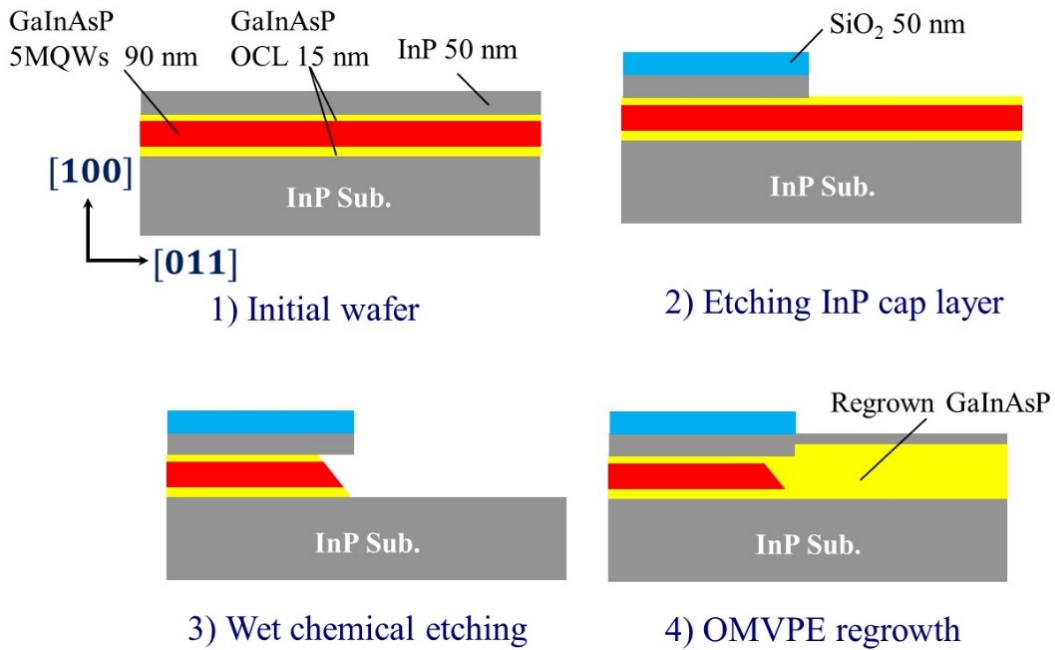 GaInAsP
5MQWs 90 nm
GaInAsP
OCL 15 nm
InP 50 nm
[100]
[011]
InP Sub.
1) Initial wafer
SiO₂ 50 nm
2) Etching InP cap layer
InP Sub.
3) Wet chemical etching
Regrown GaInAsP
InP Sub.
4) OMVPE regrowth